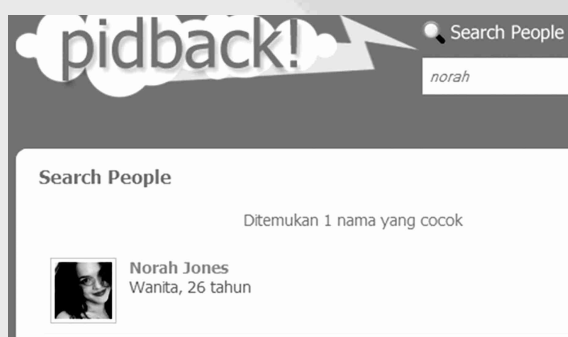 pidback!
Search People
norah
Search People
Ditemukan 1 nama yang cocok
Norah Jones
Wanita, 26 tahun